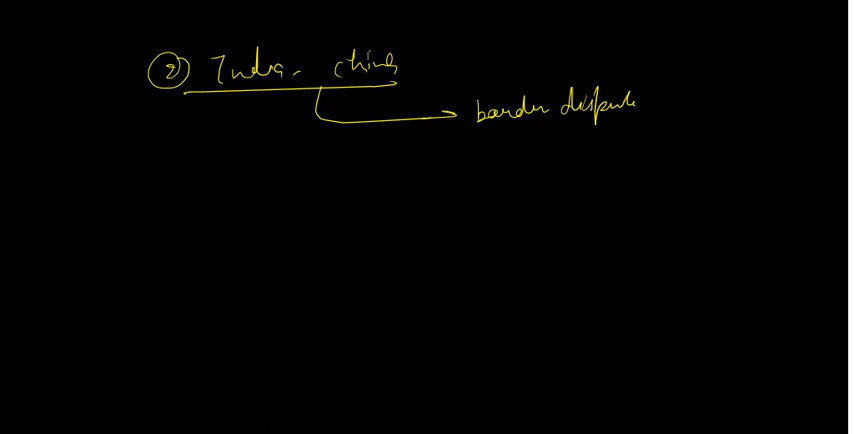 ② India - China
border dispute